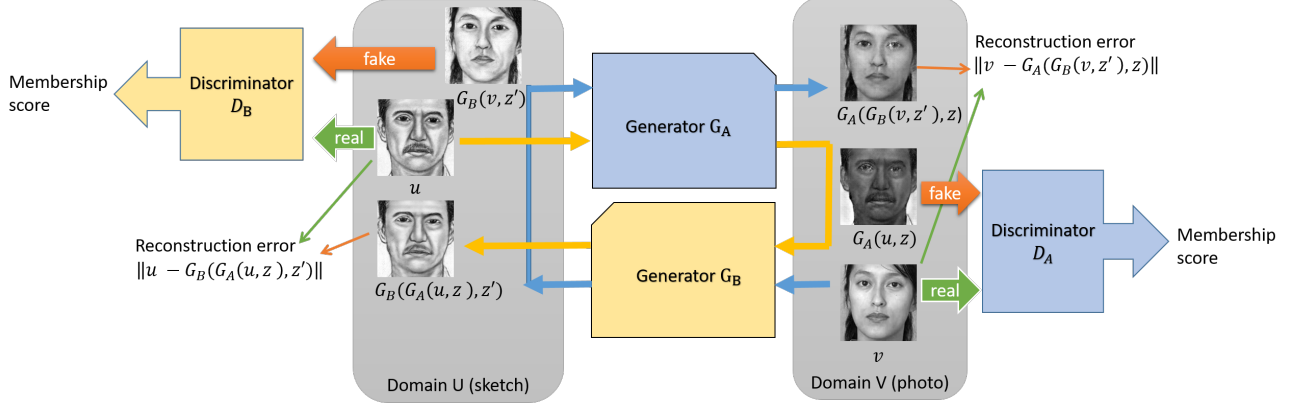 Membership
score
Discriminator
D_B
fake
real
G_B(v, z′)
u
G_B(G_A(u, z ), z′)
Reconstruction error
‖u − G_B(G_A(u, z ), z′)‖
Domain U (sketch)
Generator G_A
Generator G_B
G_A(G_B(v, z′ ), z)
G_A(u, z)
v
Domain V (photo)
Reconstruction error
‖v − G_A(G_B(v, z′ ), z)‖
fake
real
Discriminator
D_A
Membership
score